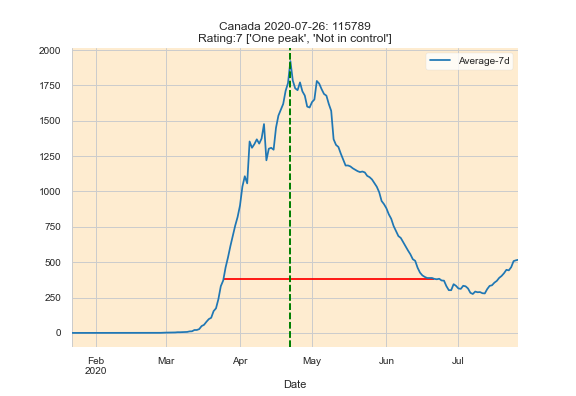 Canada 2020-07-26: 115789
Rating:7 ['One peak', 'Not in control']
Average-7d
2000
1750
1500
1250
1000
750
500
250
0
Feb
2020
Mar
Apr
May
Jun
Jul
Date